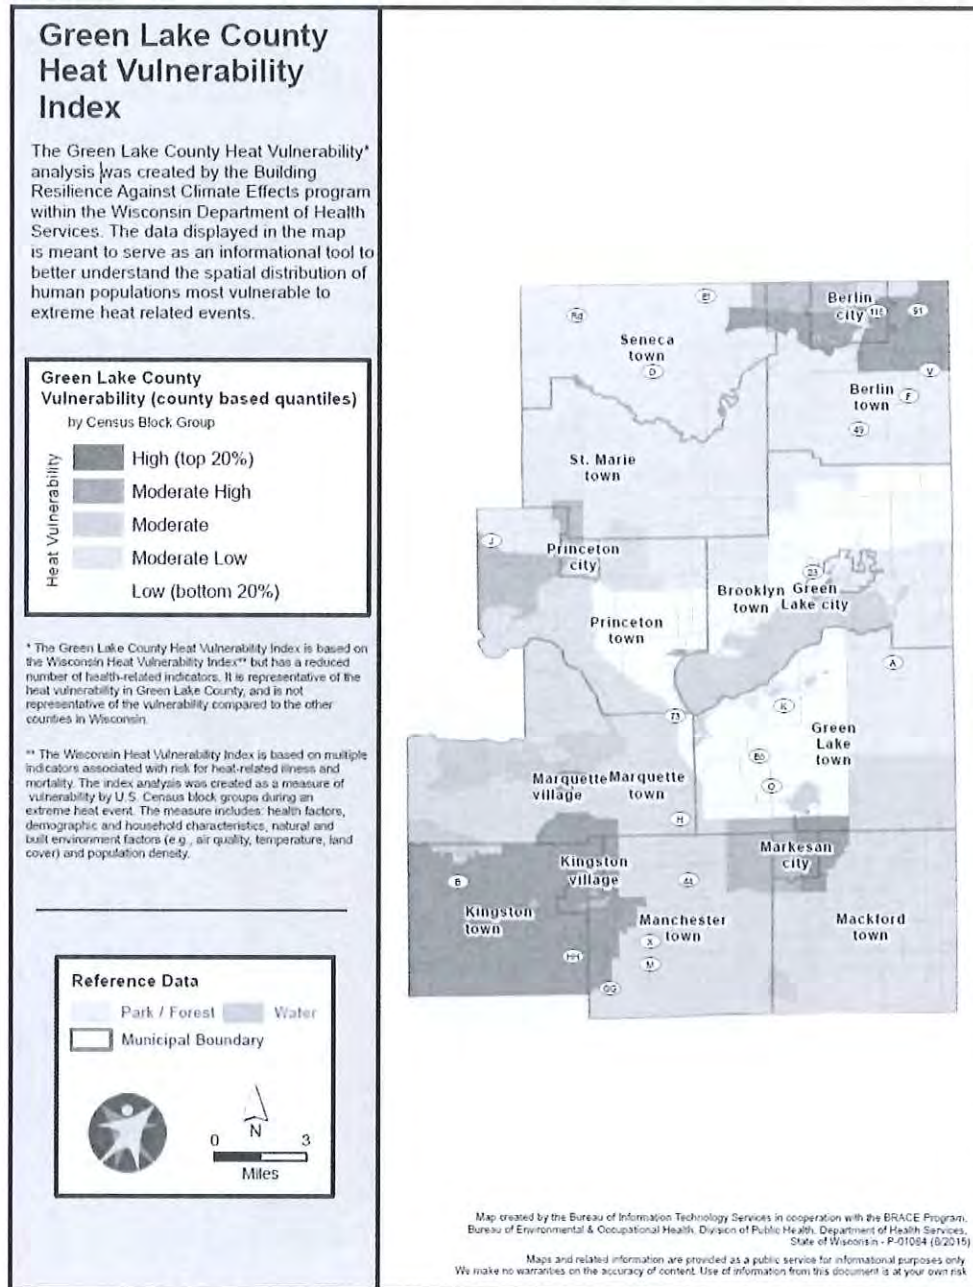 Green Lake County
Heat Vulnerability
Index
The Green Lake County Heat Vulnerability*
analysis was created by the Building
Resilience Against Climate Effects program
within the Wisconsin Department of Health
Services. The data displayed in the map
is meant to serve as an informational tool to
better understand the spatial distribution of
human populations most vulnerable to
extreme heat related events.
Green Lake County
Vulnerability (county based quantiles)
by Census Block Group
Heat Vulnerability
High (top 20%)
Moderate High
Moderate
Moderate Low
Low (bottom 20%)
* The Green Lake County Heat Vulnerability Index is based on
the Wisconsin Heat Vulnerability Index** but has a reduced
number of health-related indicators. It is representative of the
heat vulnerability in Green Lake County, and is not
representative of the vulnerability compared to the other
counties in Wisconsin.
** The Wisconsin Heat Vulnerability Index is based on multiple
indicators associated with risk for heat-related illness and
mortality. The index analysis was created as a measure of
vulnerability by U.S. Census block groups during an
extreme heat event. The measure includes: health factors,
demographic and household characteristics, natural and
built environment factors (e.g., air quality, temperature, land
cover) and population density.
Reference Data
Park / Forest
Water
Municipal Boundary
N
0 3
Miles
Berlin
city
116
91
Rd
Seneca
town
D
V
Berlin
town
F
49
St. Marie
town
J
Princeton
city
23
Brooklyn
town
Green
Lake city
Princeton
town
A
K
73
Green
Lake
town
Marquette
village
Marquette
town
H
Markesan
city
Kingston
village
B
44
Kingston
town
Manchester
town
Mackford
town
X
HH
M
GG
Map created by the Bureau of Information Technology Services in cooperation with the BRACE Program,
Bureau of Environmental & Occupational Health, Division of Public Health, Department of Health Services,
State of Wisconsin - P-01084 (6/2015)
Maps and related information are provided as a public service for informational purposes only
We make no warranties on the accuracy of content. Use of information from this document is at your own risk